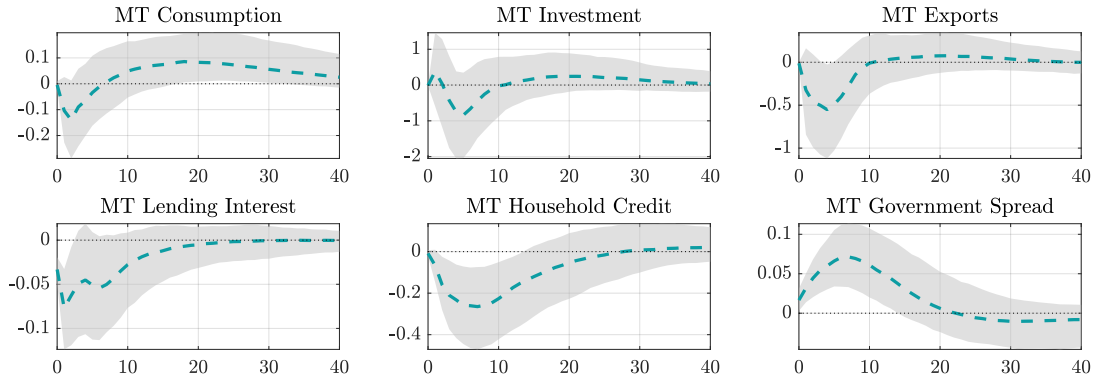 MT Consumption MT Investment MT Exports
0.1 1 0
0 0 -0.5
-0.1 -1 -1
-0.2 -2
0 10 20 30 40 0 10 20 30 40 0 10 20 30 40
MT Lending Interest MT Household Credit MT Government Spread
0 0 0.1
-0.05 -0.2 0.05
-0.1 -0.4 0
0 10 20 30 40 0 10 20 30 40 0 10 20 30 40